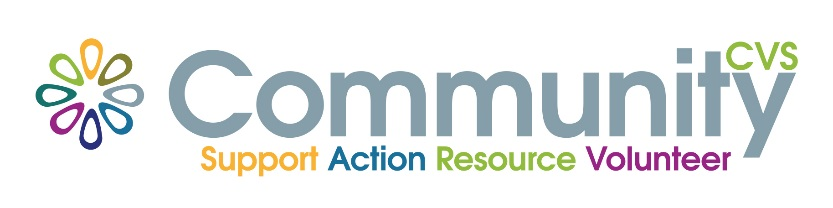 Community CVS
Support Action Resource Volunteer